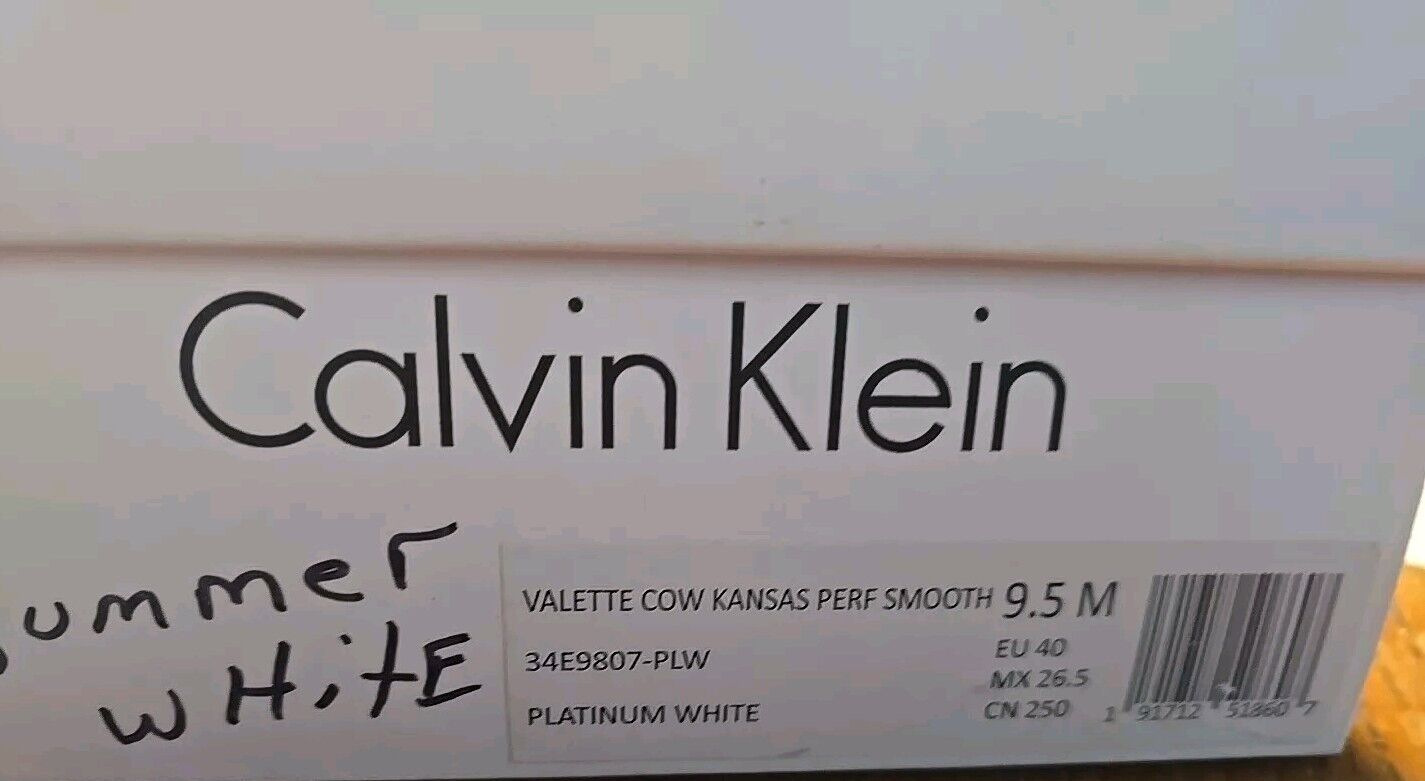 Calvin Klein
ummer
WHitE
VALETTE COW KANSAS PERF SMOOTH 9.5 M
34E9807-PLW
EU 40
MX 26.5
PLATINUM WHITE
CN 250
1 91712 51860 7